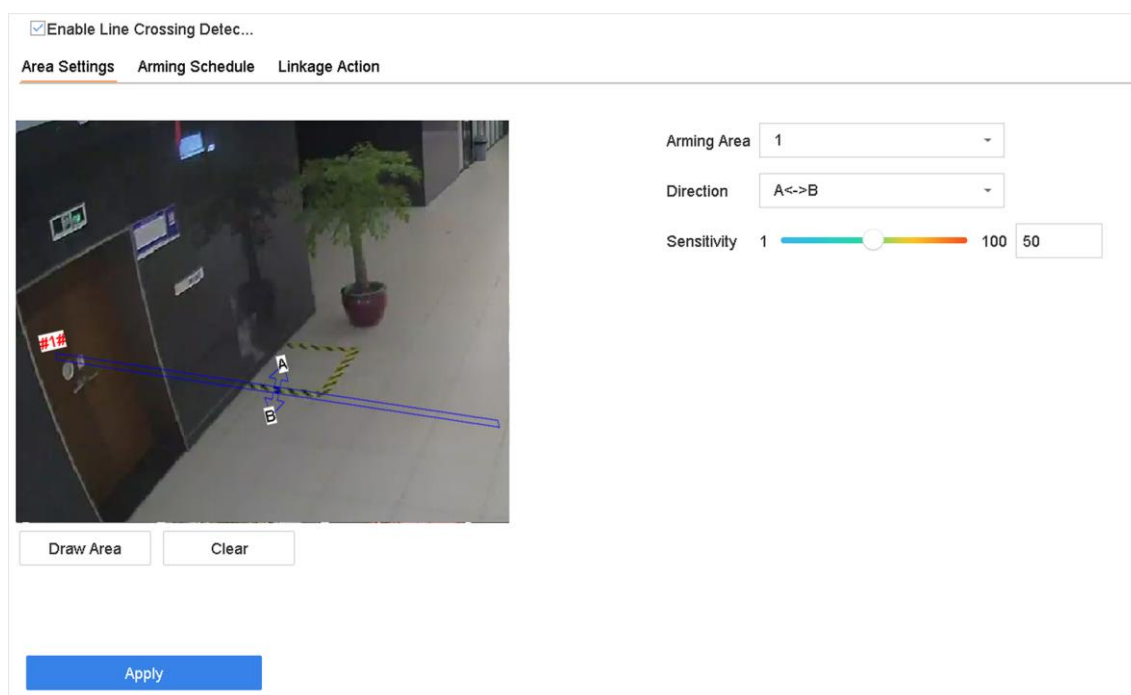 Enable Line Crossing Detec...
Area Settings Arming Schedule Linkage Action
Arming Area 1
Direction A<->B
Sensitivity 1 100 50
#1#
A
B
Draw Area Clear
Apply